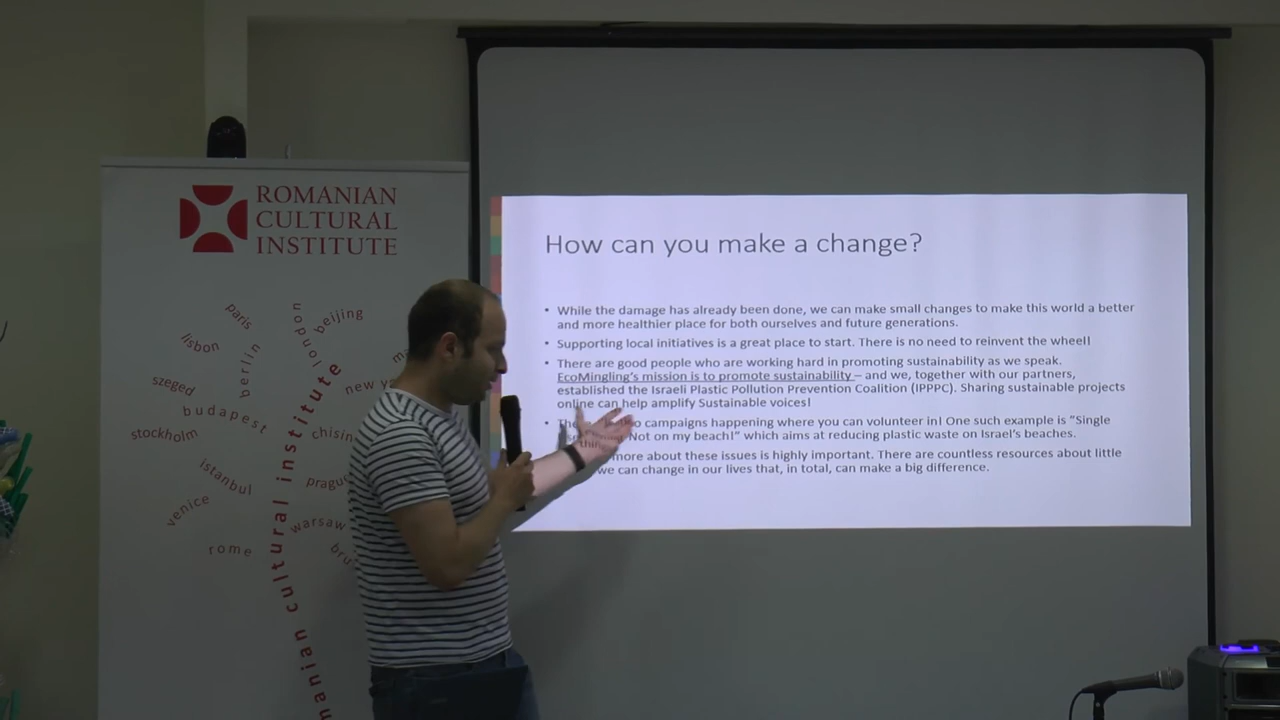 ROMANIAN
CULTURAL
INSTITUTE
paris
london
beijing
lisbon
berlin
szeged
new
budapest
stockholm
istanbul
venice
warsaw
rome
romanian cultural institute
How can you make a change?
• While the damage has already been done, we can make small changes to make this world a better
and more healthier place for both ourselves and future generations.
• Supporting local initiatives is a great place to start. There is no need to reinvent the wheel!
• There are good people who are working hard in promoting sustainability as we speak.
EcoMingling's mission is to promote sustainability – and we, together with our partners,
established the Israeli Plastic Pollution Prevention Coalition (IPPPC). Sharing sustainable projects
online can help amplify Sustainable voices!
• campaigns happening where you can volunteer in! One such example is "Single
Not on my beach!" which aims at reducing plastic waste on Israel's beaches.
more about these issues is highly important. There are countless resources about little
we can change in our lives that, in total, can make a big difference.